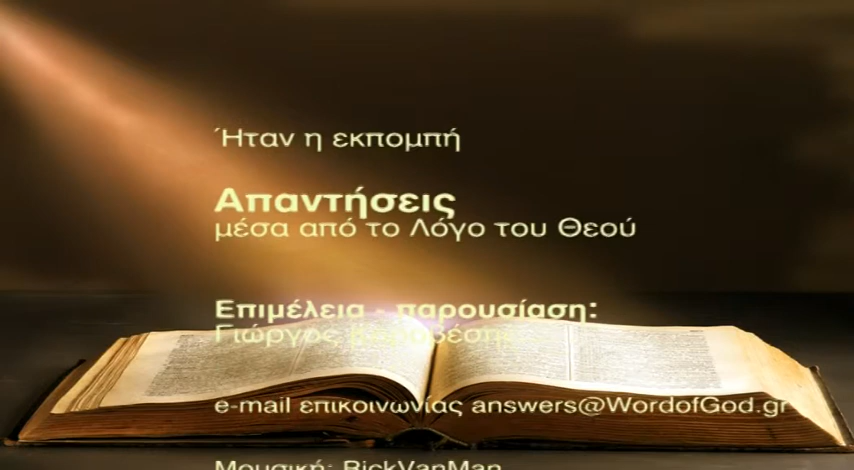 Ήταν η εκπομπή
Απαντήσεις
μέσα από το Λόγο του Θεού
Επιμέλεια - παρουσίαση:
Γιώργος
e-mail επικοινωνίας answers@WordofGod.gr
Μουσική: RickVanMan